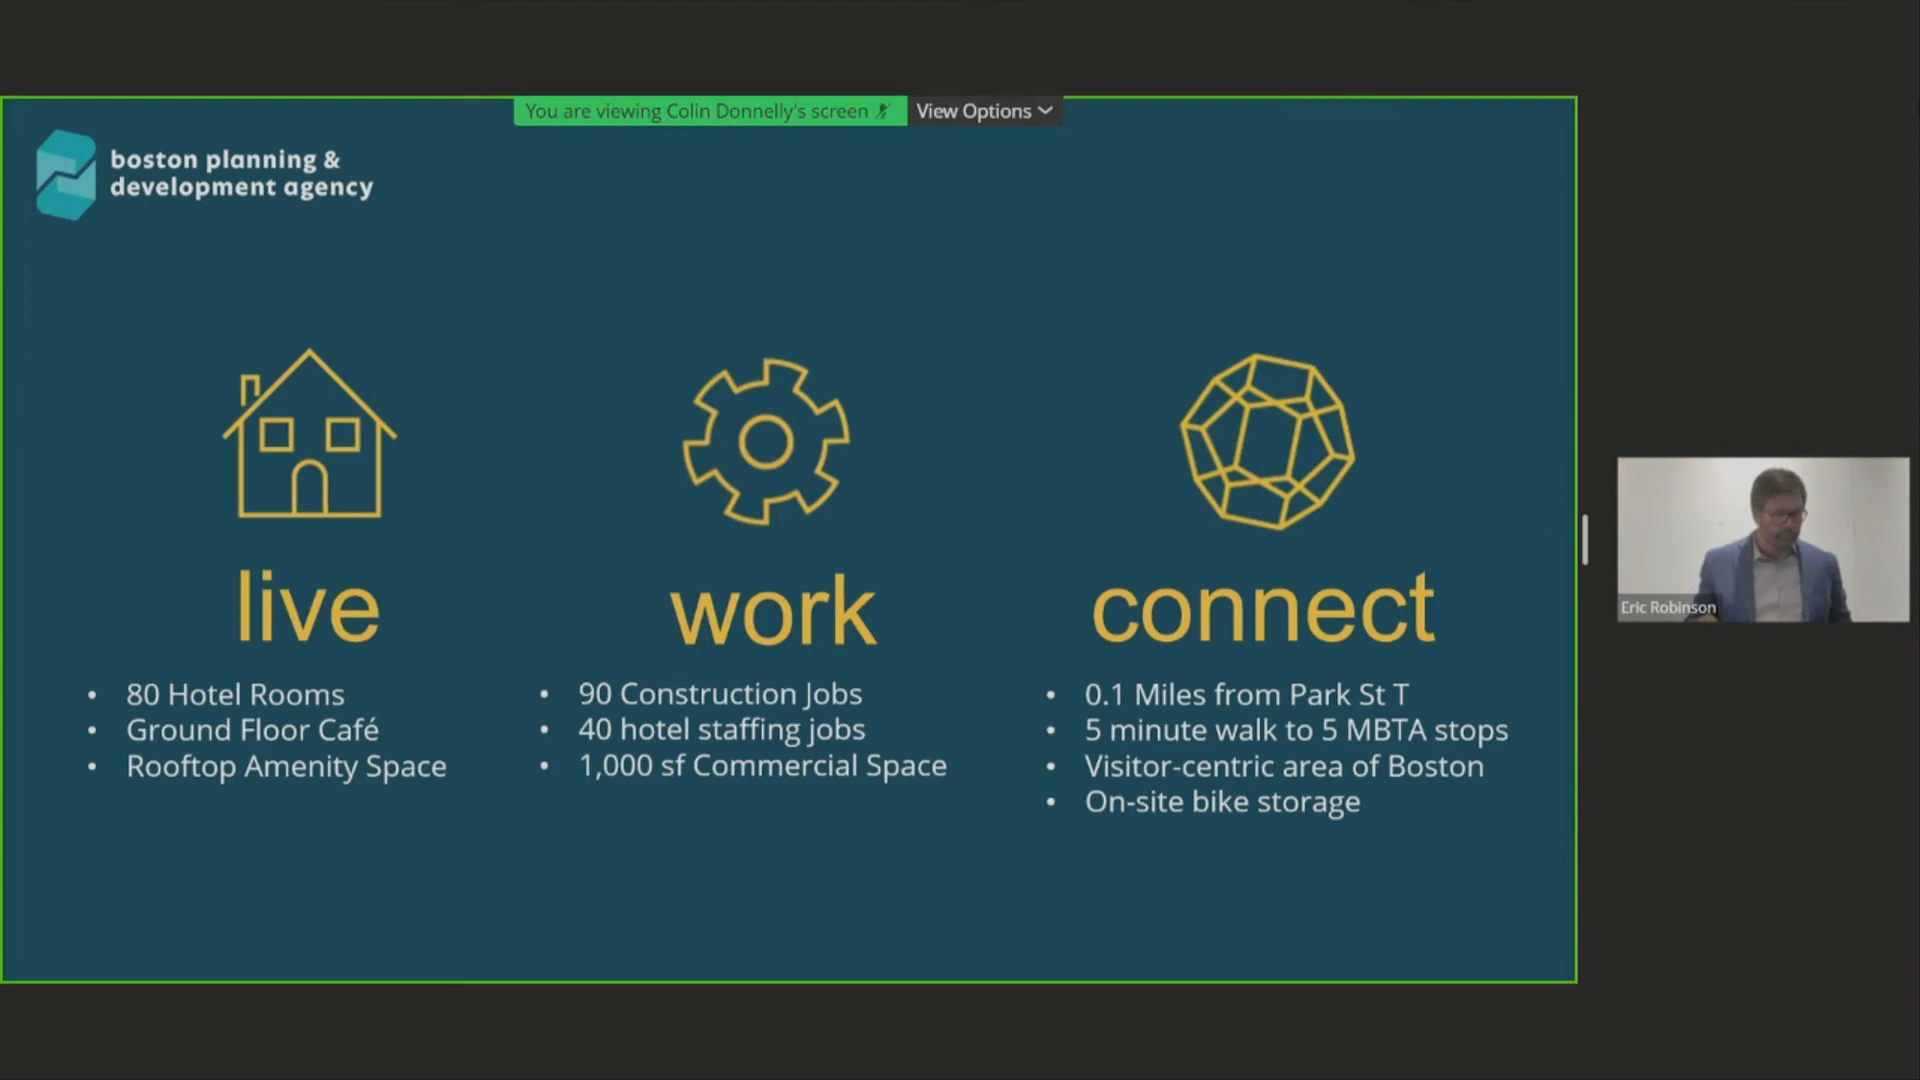 You are viewing Colin Donnelly's screen
View Options
boston planning &
development agency
live
80 Hotel Rooms
Ground Floor Café
Rooftop Amenity Space
work
90 Construction Jobs
40 hotel staffing jobs
1,000 sf Commercial Space
connect
0.1 Miles from Park St T
5 minute walk to 5 MBTA stops
Visitor-centric area of Boston
On-site bike storage
Eric Robinson